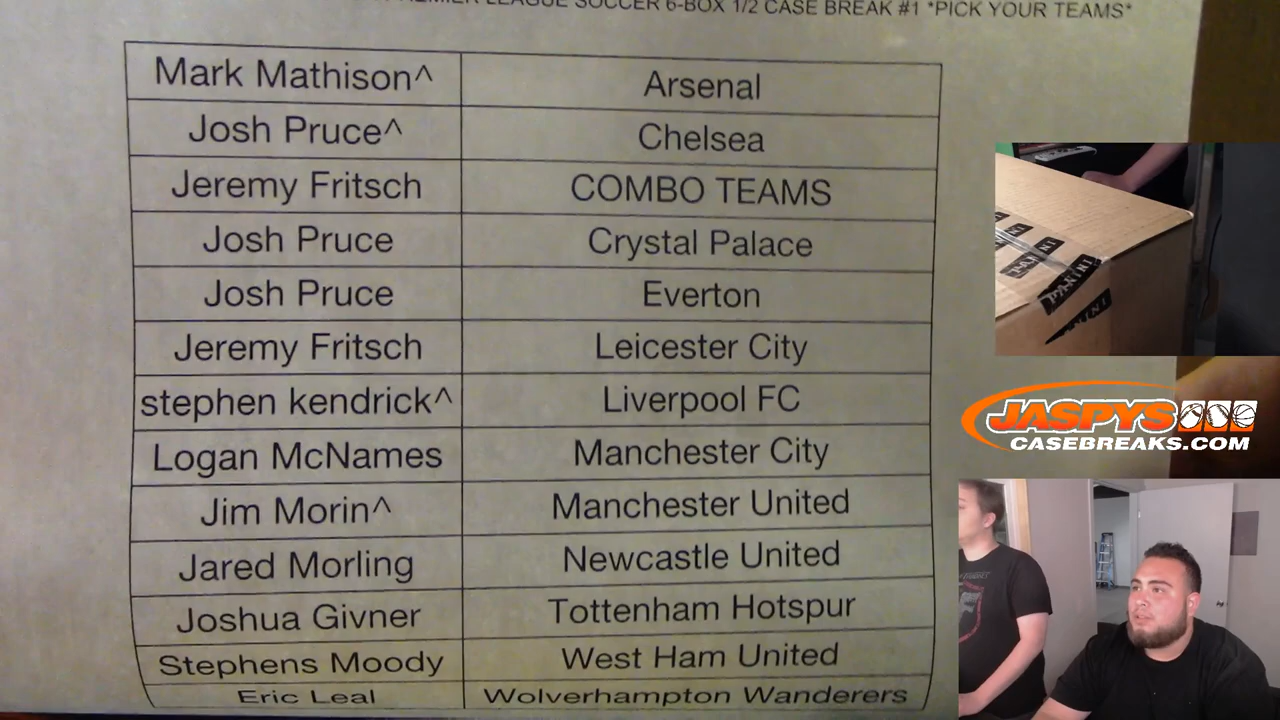 LEAGUE SOCCER 6-BOX 1/2 CASE BREAK #1 *PICK YOUR TEAMS*
Mark Mathison^ Arsenal
Josh Pruce^ Chelsea
Jeremy Fritsch COMBO TEAMS
Josh Pruce Crystal Palace
Josh Pruce Everton
Jeremy Fritsch Leicester City
stephen kendrick^ Liverpool FC
Logan McNames Manchester City
Jim Morin^ Manchester United
Jared Morling Newcastle United
Joshua Givner Tottenham Hotspur
Stephens Moody West Ham United
Eric Leal Wolverhampton Wanderers
PANINI
JASPYS
CASEBREAKS.COM